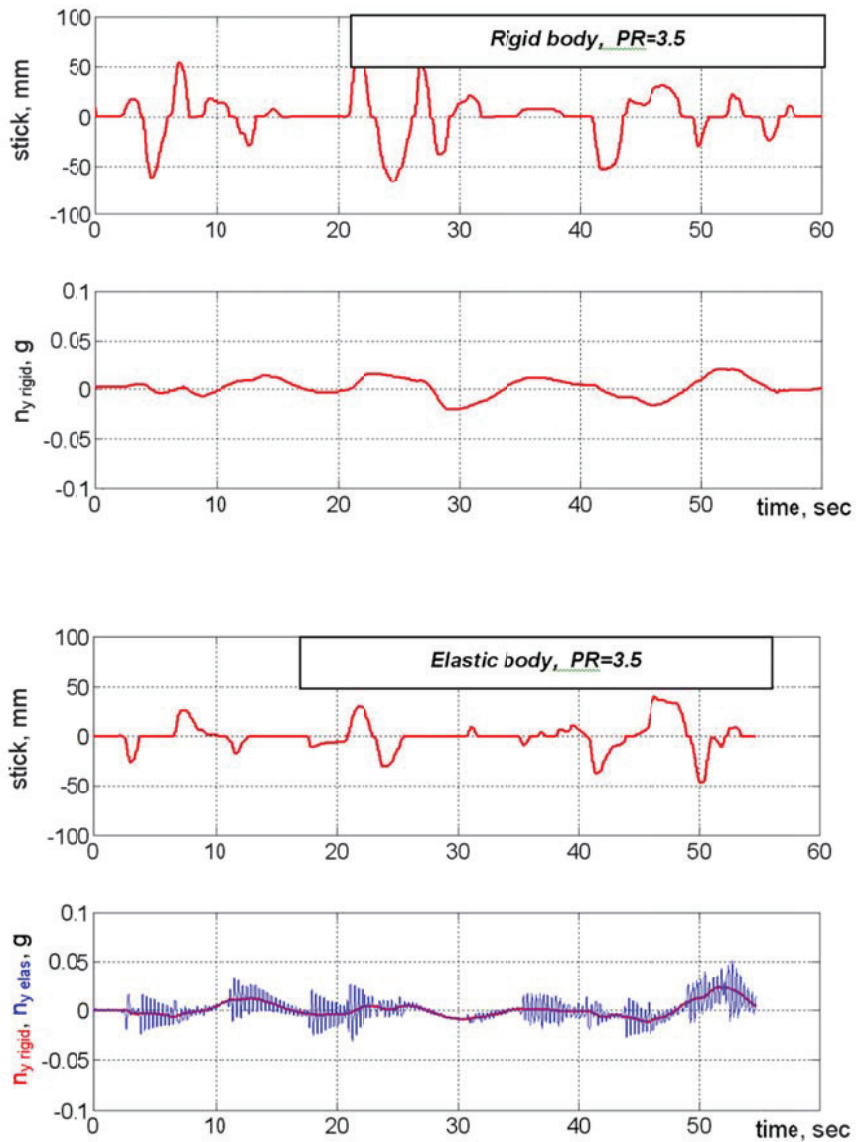 Rigid body, PR=3.5
stick, mm
100
50
0
-50
-100
0 10 20 30 40 50 60
n_y rigid, g
0.1
0.05
0
-0.05
-0.1
0 10 20 30 40 50
time, sec
Elastic body, PR=3.5
stick, mm
100
50
0
-50
-100
0 10 20 30 40 50 60
n_y rigid, n_y elas, g
0.1
0.05
0
-0.05
-0.1
0 10 20 30 40 50
time, sec